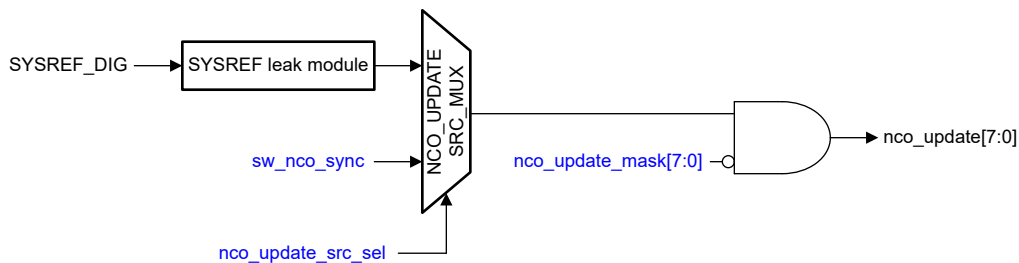 SYSREF_DIG
SYSREF leak module
NCO_UPDATE
SRC_MUX
sw_nco_sync
nco_update_mask[7:0]
nco_update[7:0]
nco_update_src_sel